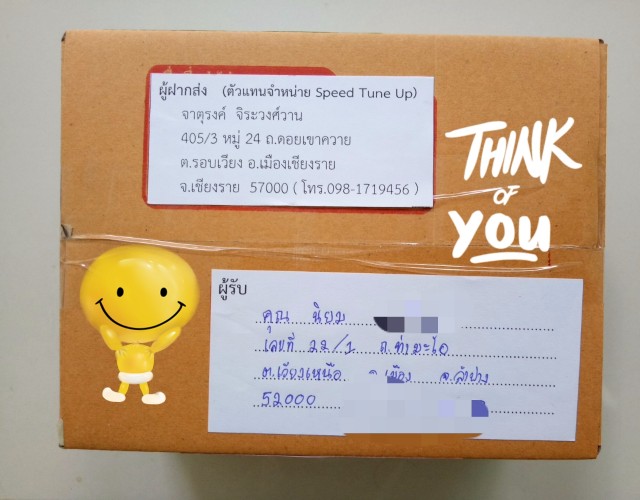 ผู้ฝากส่ง (ตัวแทนจำหน่าย Speed Tune Up)
จาตุรงค์ จิระวงศ์วาน
405/3 หมู่ 24 ถ.ดอยเขาควาย
ต.รอบเวียง อ.เมืองเชียงราย
จ.เชียงราย 57000 ( โทร.098-1719456 )
THINK
OF
YOU
ผู้รับ
คุณ นิยม
เลขที่ 22/1 ถ.ท่ามะโอ
ต.เวียงเหนือ อ.เมือง จ.ลำปาง
52000